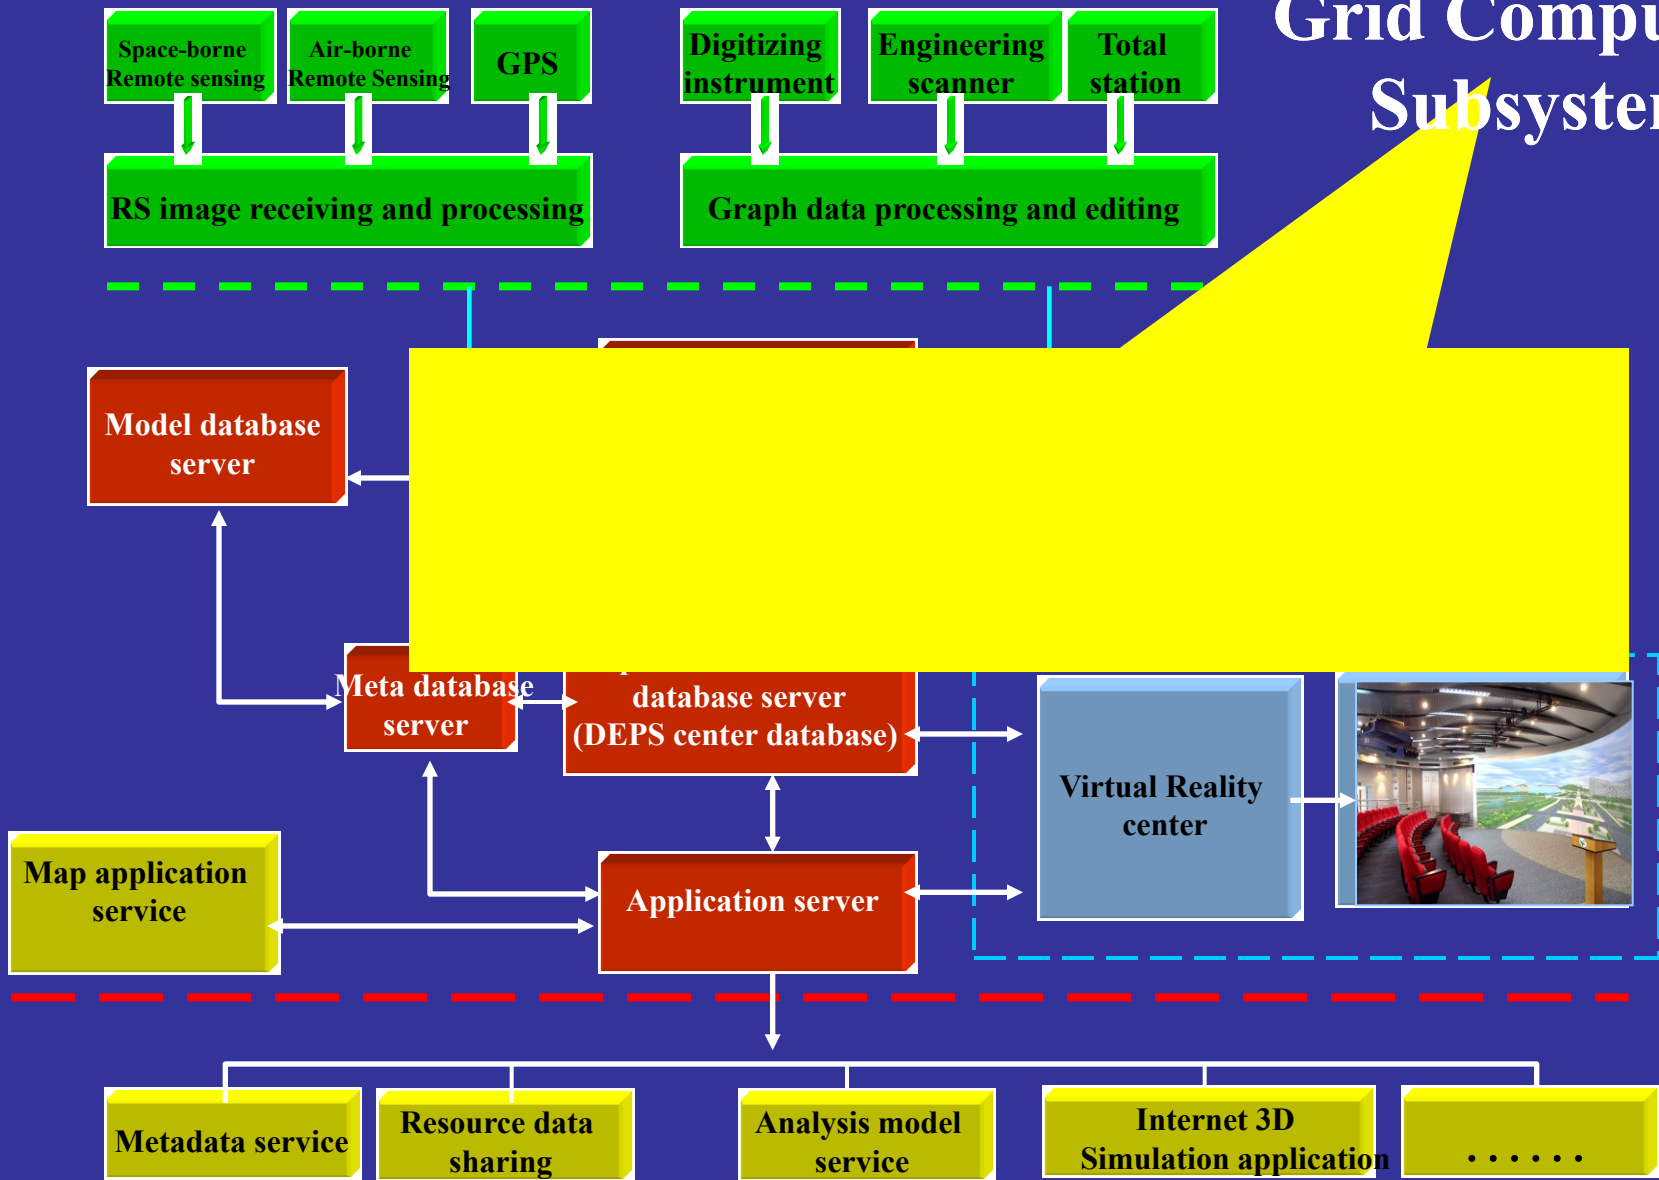 Grid Compu
Subsyster
Space-borne
Remote sensing
Air-borne
Remote Sensing
GPS
Digitizing
instrument
Engineering
scanner
Total
station
RS image receiving and processing
Graph data processing and editing
Model database
server
Meta database
server
database server
(DEPS center database)
Virtual Reality
center
Map application
service
Application server
Metadata service
Resource data
sharing
Analysis model
service
Internet 3D
Simulation application
. . . . . .